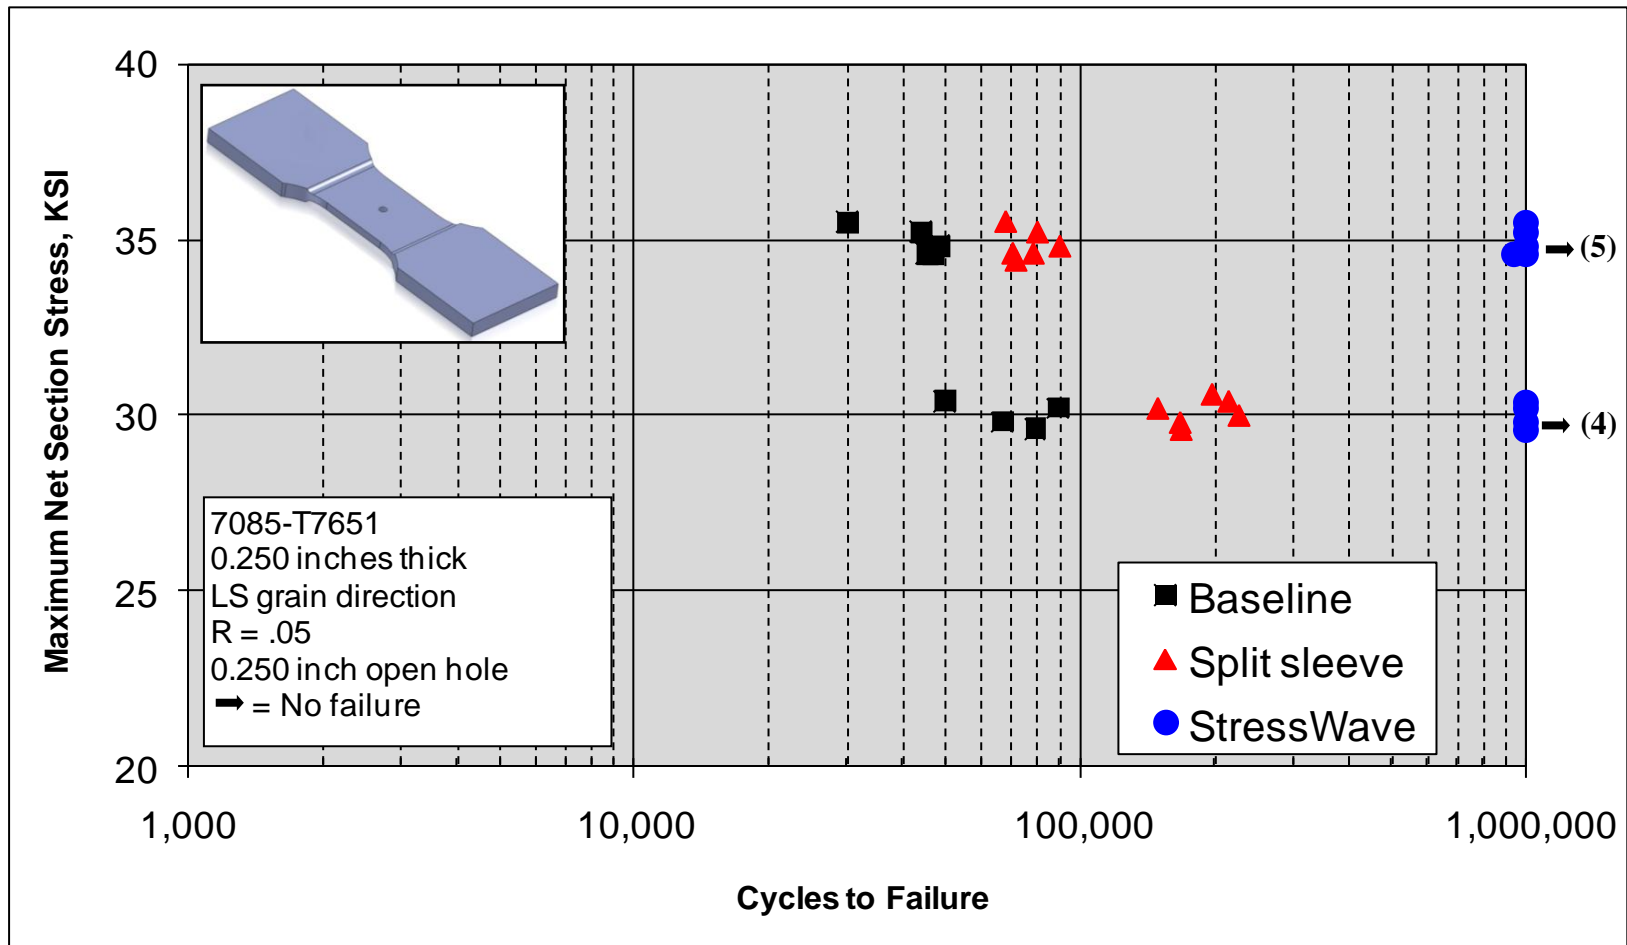 Maximum Net Section Stress, KSI
40
35
30
25
20
(5)
(4)
7085-T7651
0.250 inches thick
LS grain direction
R = .05
0.250 inch open hole
➡ = No failure
Baseline
Split sleeve
StressWave
1,000
10,000
100,000
1,000,000
Cycles to Failure